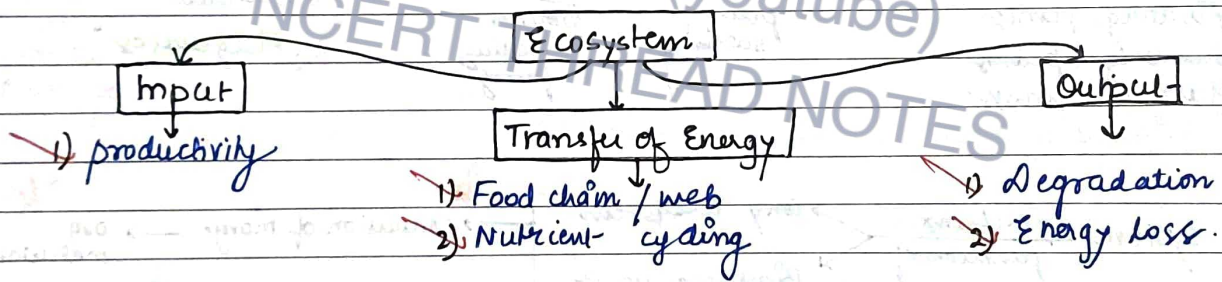 Ecosystem
Input
Output
1) productivity
Transfer of Energy
1) Food chain / web
2) Nutrient cycling
1) Degradation
2) Energy Loss.
NCERT THREAD NOTES
(youtube)